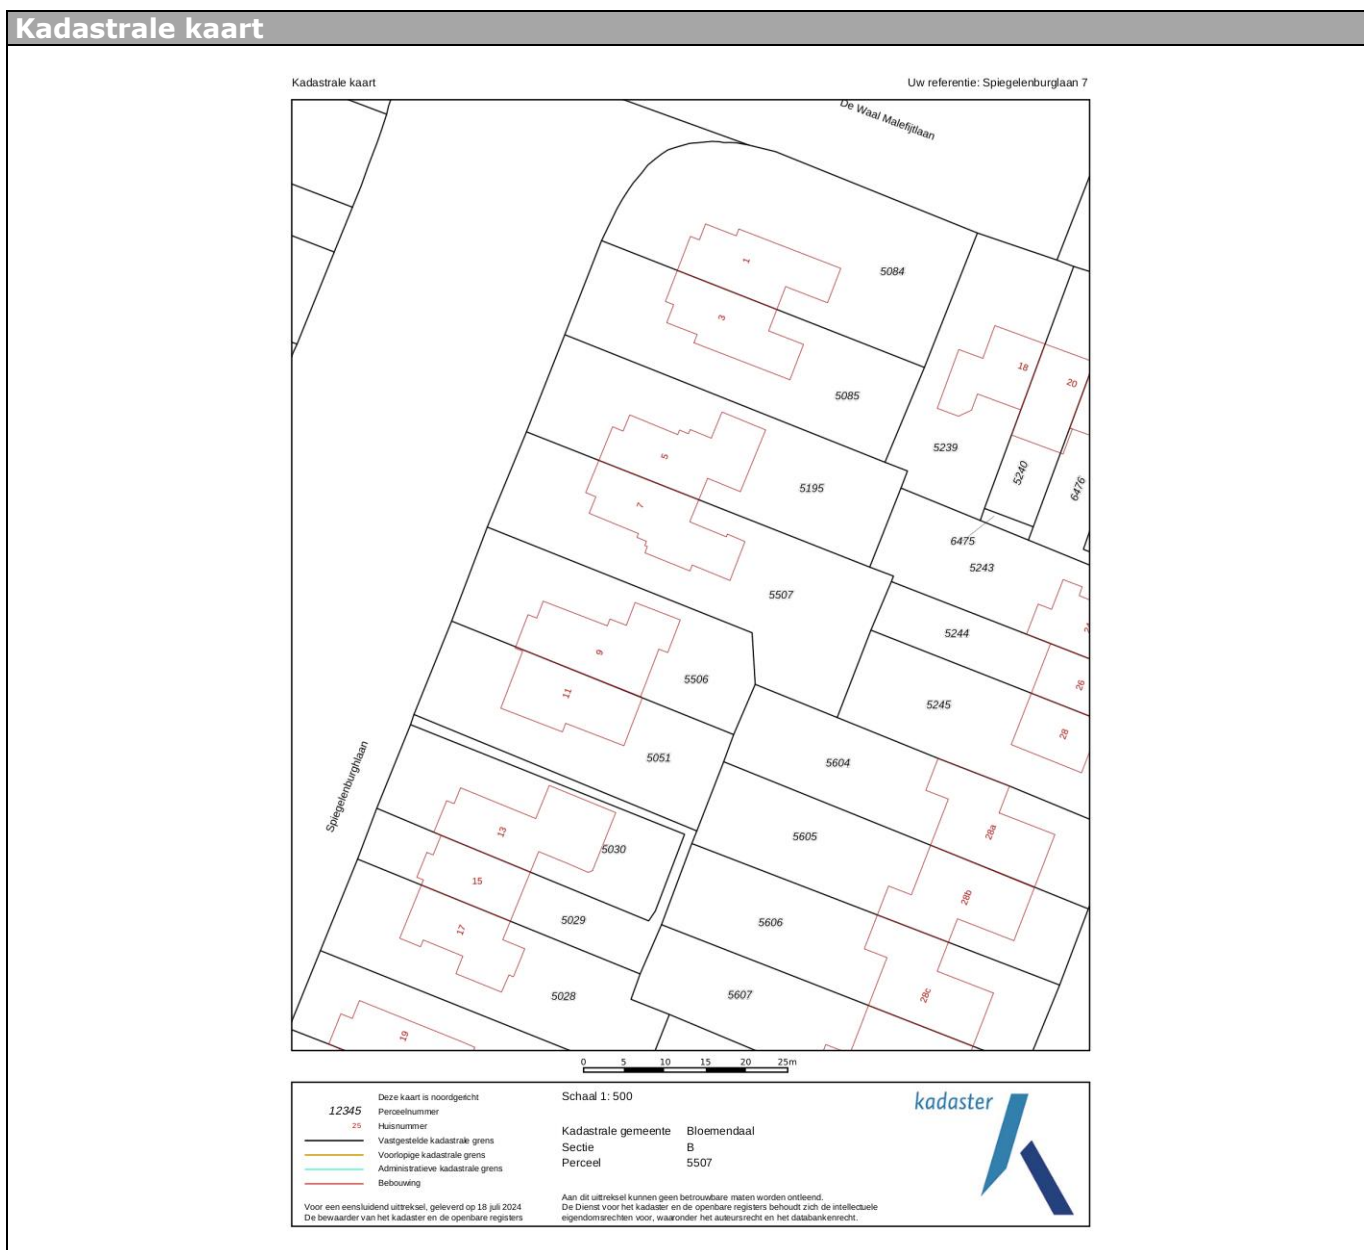 Kadastrale kaart
Kadastrale kaart
Uw referentie: Spiegelenburglaan 7
De Waal Malefijtlaan
1
5084
3
5085
18
20
5239
5240
6476
5
5195
7
6475
5243
5507
24
5244
9
5506
26
11
5245
28
5051
5604
Spiegelenburghlaan
13
5030
5605
28a
15
5029
5606
28b
17
5028
5607
28c
19
0 5 10 15 20 25m
Deze kaart is noordgericht
12345 Perceelnummer
25 Huisnummer
Vastgestelde kadastrale grens
Voorlopige kadastrale grens
Administratieve kadastrale grens
Bebouwing
Voor een eensluidend uittreksel, geleverd op 18 juli 2024
De bewaarder van het kadaster en de openbare registers
Schaal 1: 500
Kadastrale gemeente Bloemendaal
Sectie B
Perceel 5507
Aan dit uittreksel kunnen geen betrouwbare maten worden ontleend.
De Dienst voor het kadaster en de openbare registers behoudt zich de intellectuele
eigendomsrechten voor, waaronder het auteursrecht en het databankenrecht.
kadaster